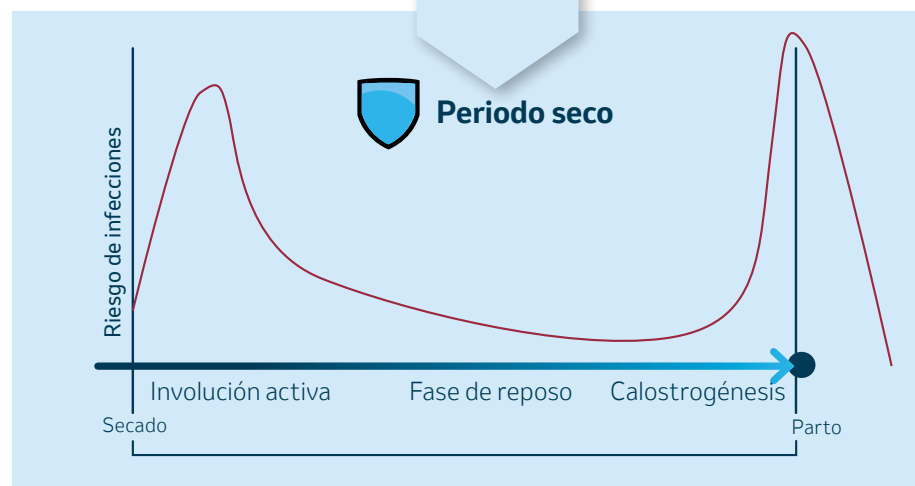 Periodo seco
Riesgo de infecciones
Involución activa
Fase de reposo
Calostrogénesis
Secado
Parto